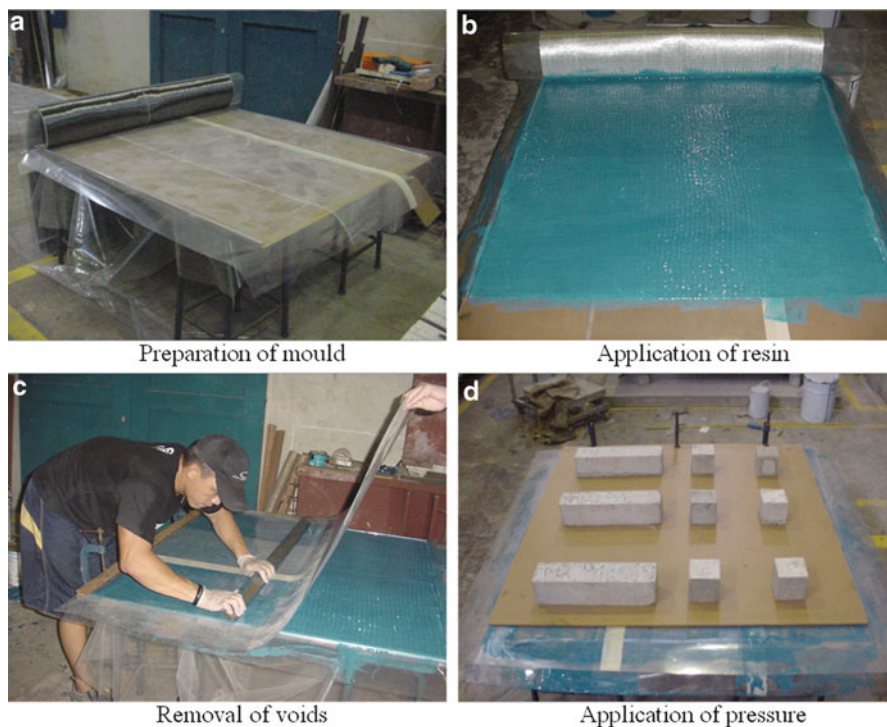 a
b
Preparation of mould
Application of resin
c
d
Removal of voids
Application of pressure